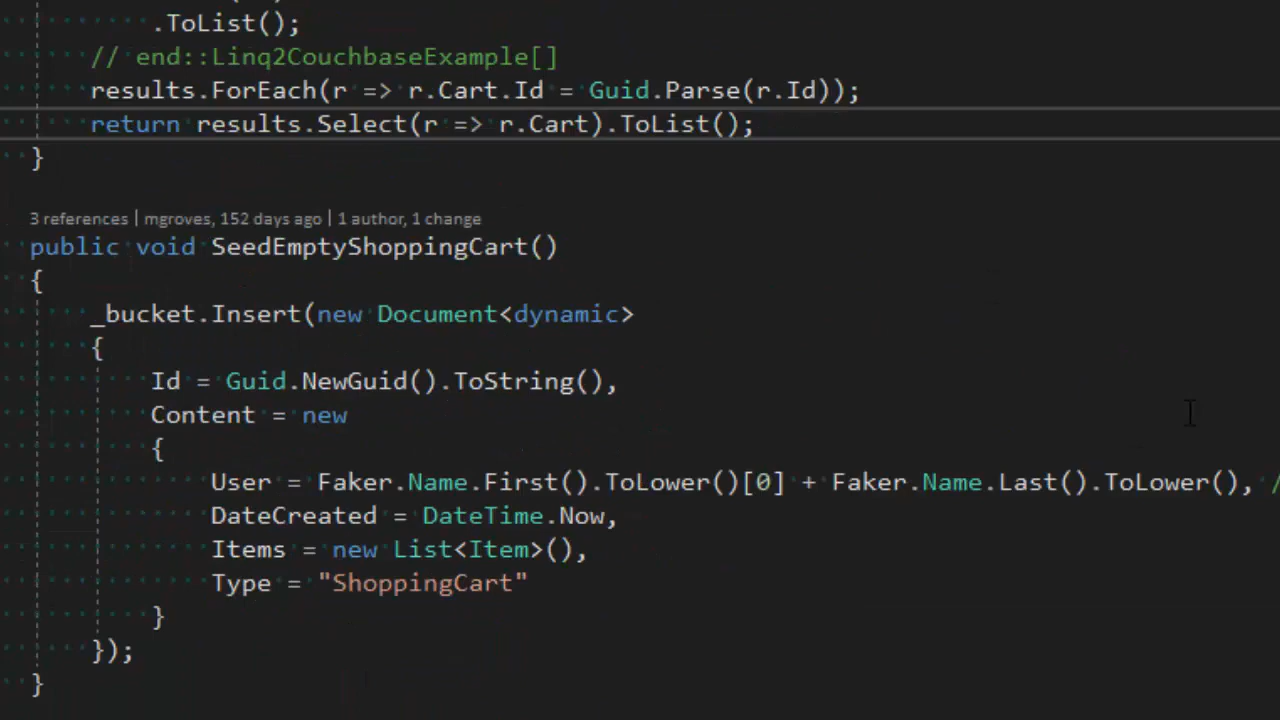 .ToList();
// end::Linq2CouchbaseExample[]
results.ForEach(r => r.Cart.Id = Guid.Parse(r.Id));
return results.Select(r => r.Cart).ToList();
}
3 references | mgroves, 152 days ago | 1 author, 1 change
public void SeedEmptyShoppingCart()
{
_bucket.Insert(new Document<dynamic>
{
Id = Guid.NewGuid().ToString(),
Content = new
{
User = Faker.Name.First().ToLower()[0] + Faker.Name.Last().ToLower(), /
DateCreated = DateTime.Now,
Items = new List<Item>(),
Type = "ShoppingCart"
}
});
}